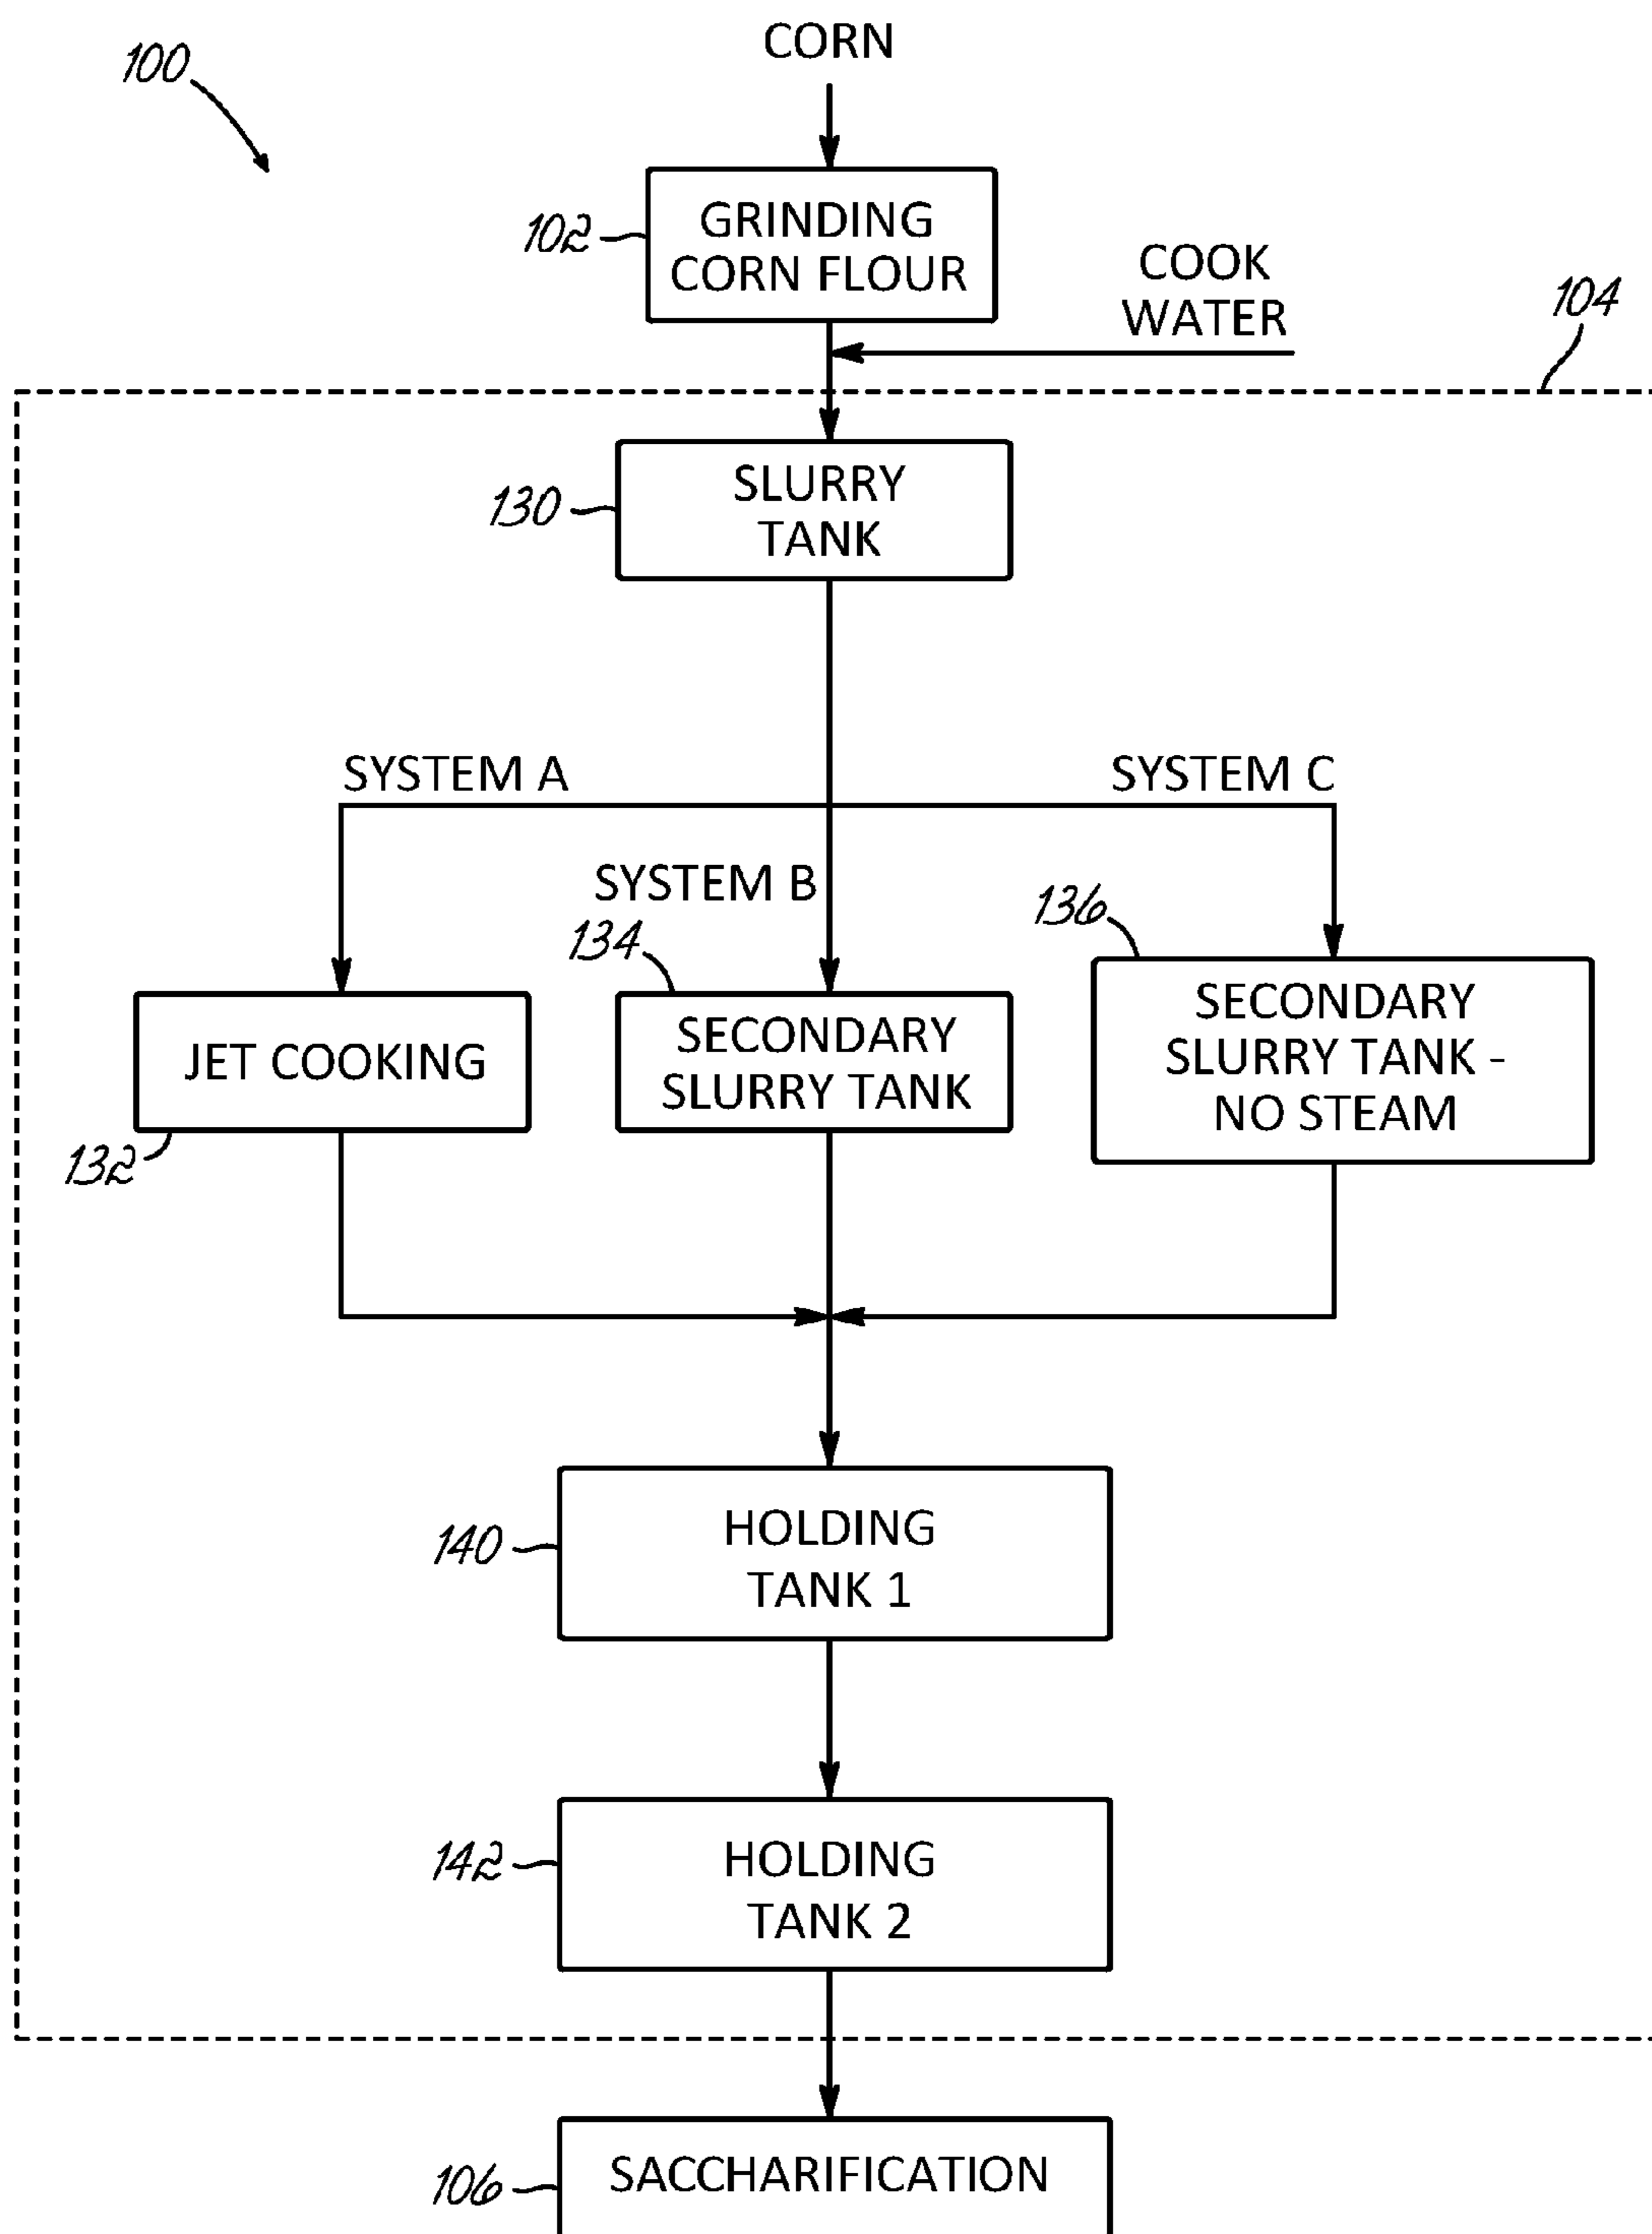 100
CORN
102
GRINDING
CORN FLOUR
COOK
WATER
104
130
SLURRY
TANK
SYSTEM A
SYSTEM C
SYSTEM B
134
136
JET COOKING
132
SECONDARY
SLURRY TANK
SECONDARY
SLURRY TANK -
NO STEAM
140
HOLDING
TANK 1
142
HOLDING
TANK 2
106
SACCHARIFICATION